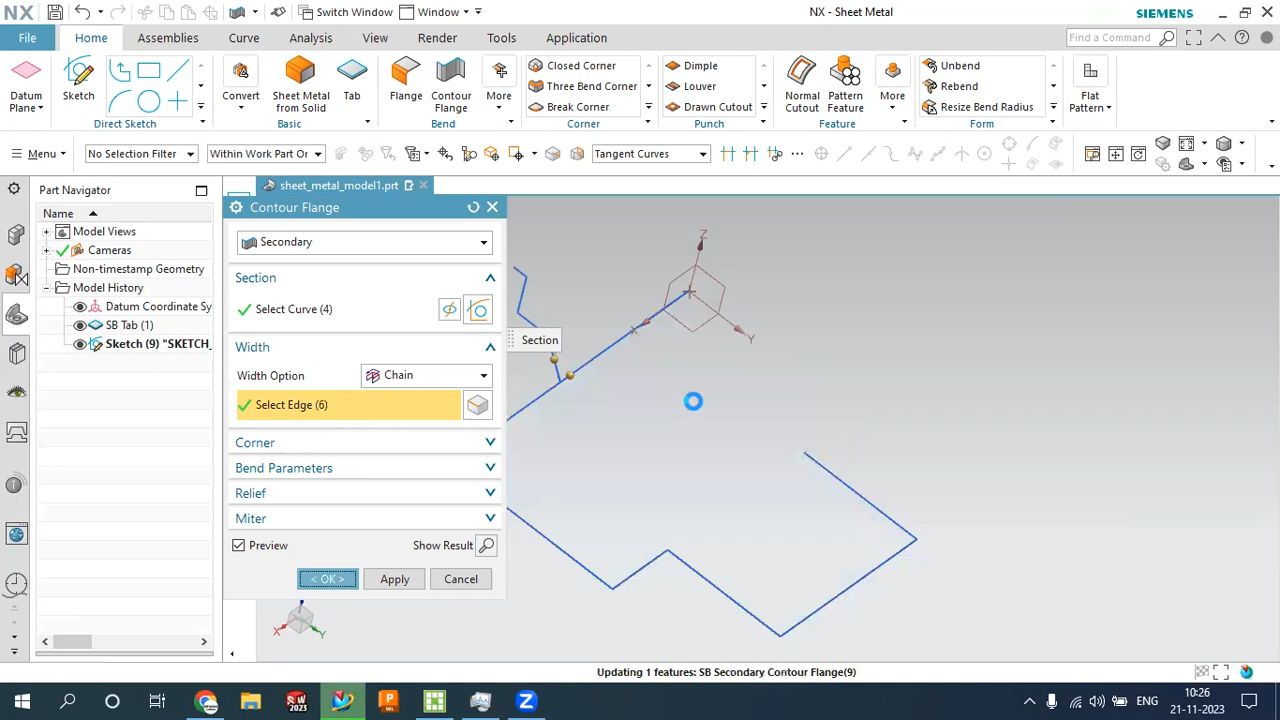 NX
Switch Window
Window
NX - Sheet Metal
SIEMENS
File
Home
Assemblies
Curve
Analysis
View
Render
Tools
Application
Find a Command
Datum Plane
Sketch
Direct Sketch
Convert
Sheet Metal from Solid
Tab
Basic
Flange
Contour Flange
More
Bend
Closed Corner
Three Bend Corner
Break Corner
Corner
Dimple
Louver
Drawn Cutout
Punch
Normal Cutout
Pattern Feature
More
Feature
Unbend
Rebend
Resize Bend Radius
Form
Flat Pattern
Menu
No Selection Filter
Within Work Part On
Tangent Curves
Part Navigator
sheet_metal_model1.prt
Name
Model Views
Cameras
Non-timestamp Geometry
Model History
Datum Coordinate Sy
SB Tab (1)
Sketch (9) "SKETCH_
Contour Flange
Secondary
Section
Select Curve (4)
Width
Width Option
Chain
Select Edge (6)
Corner
Bend Parameters
Relief
Miter
Preview
Show Result
< OK >
Apply
Cancel
Section
Z
X
Y
X
Y
Updating 1 features: SB Secondary Contour Flange(9)
SW
2023
P
ENG
10:26
21-11-2023